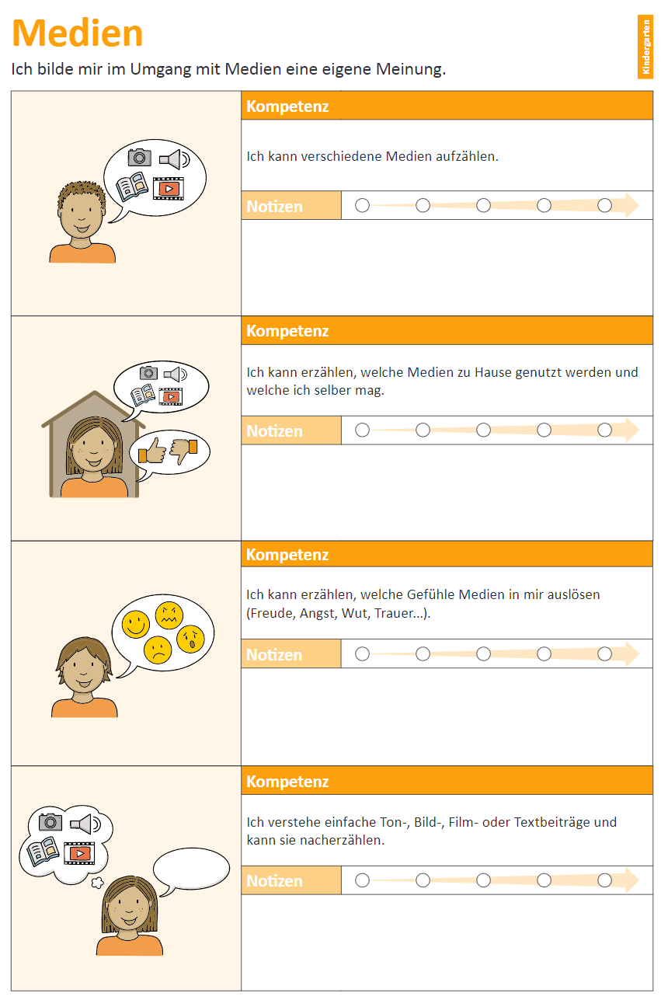 Medien
Kindergarten
Ich bilde mir im Umgang mit Medien eine eigene Meinung.
Kompetenz
Ich kann verschiedene Medien aufzählen.
Notizen
Kompetenz
Ich kann erzählen, welche Medien zu Hause genutzt werden und
welche ich selber mag.
Notizen
Kompetenz
Ich kann erzählen, welche Gefühle Medien in mir auslösen
(Freude, Angst, Wut, Trauer...).
Notizen
Kompetenz
Ich verstehe einfache Ton-, Bild-, Film- oder Textbeiträge und
kann sie nacherzählen.
Notizen